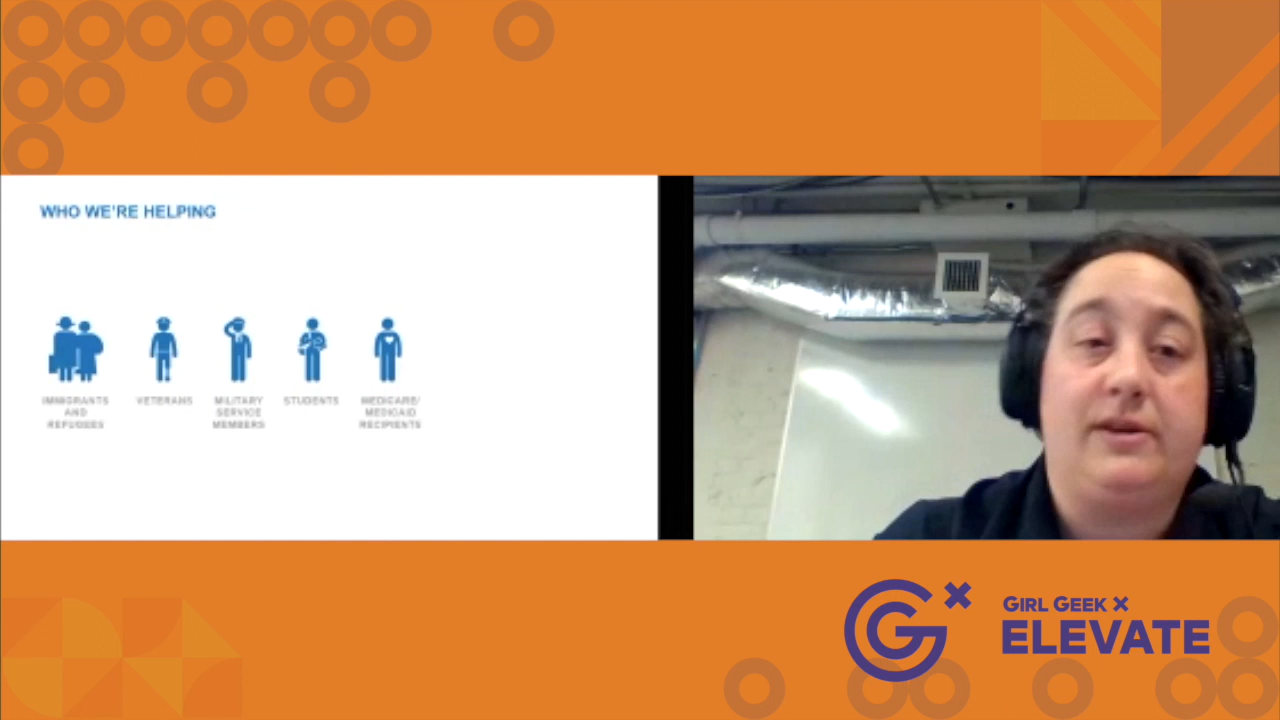 WHO WE'RE HELPING
IMMIGRANTS
AND
REFUGEES
VETERANS
MILITARY
SERVICE
MEMBERS
STUDENTS
MEDICARE/
MEDICAID
RECIPIENTS
GIRL GEEK X
ELEVATE